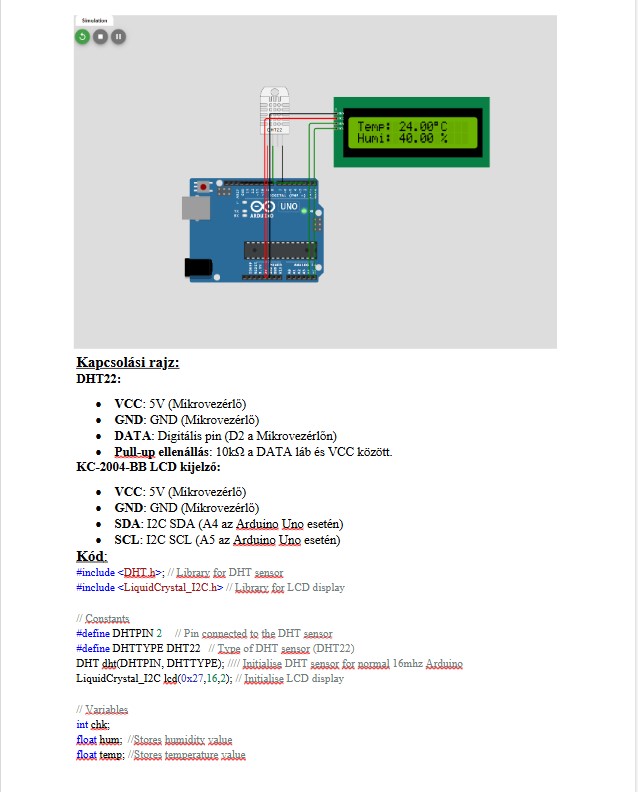 Simulation
DHT22
Temp: 24.00°C
Humi: 40.00 %
UNO
ARDUINO
Kapcsolási rajz:
DHT22:
• VCC: 5V (Mikrovezérlő)
• GND: GND (Mikrovezérlő)
• DATA: Digitális pin (D2 a Mikrovezérlőn)
• Pull-up ellenállás: 10kΩ a DATA láb és VCC között.
KC-2004-BB LCD kijelző:
• VCC: 5V (Mikrovezérlő)
• GND: GND (Mikrovezérlő)
• SDA: I2C SDA (A4 az Arduino Uno esetén)
• SCL: I2C SCL (A5 az Arduino Uno esetén)
Kód:
#include <DHT.h>; // Library for DHT sensor
#include <LiquidCrystal_I2C.h> // Library for LCD display
// Constants
#define DHTPIN 2 // Pin connected to the DHT sensor
#define DHTTYPE DHT22 // Type of DHT sensor (DHT22)
DHT dht(DHTPIN, DHTTYPE); //// Initialise DHT sensor for normal 16mhz Arduino
LiquidCrystal_I2C lcd(0x27,16,2); // Initialise LCD display
// Variables
int chk;
float hum; //Stores humidity value
float temp; //Stores temperature value